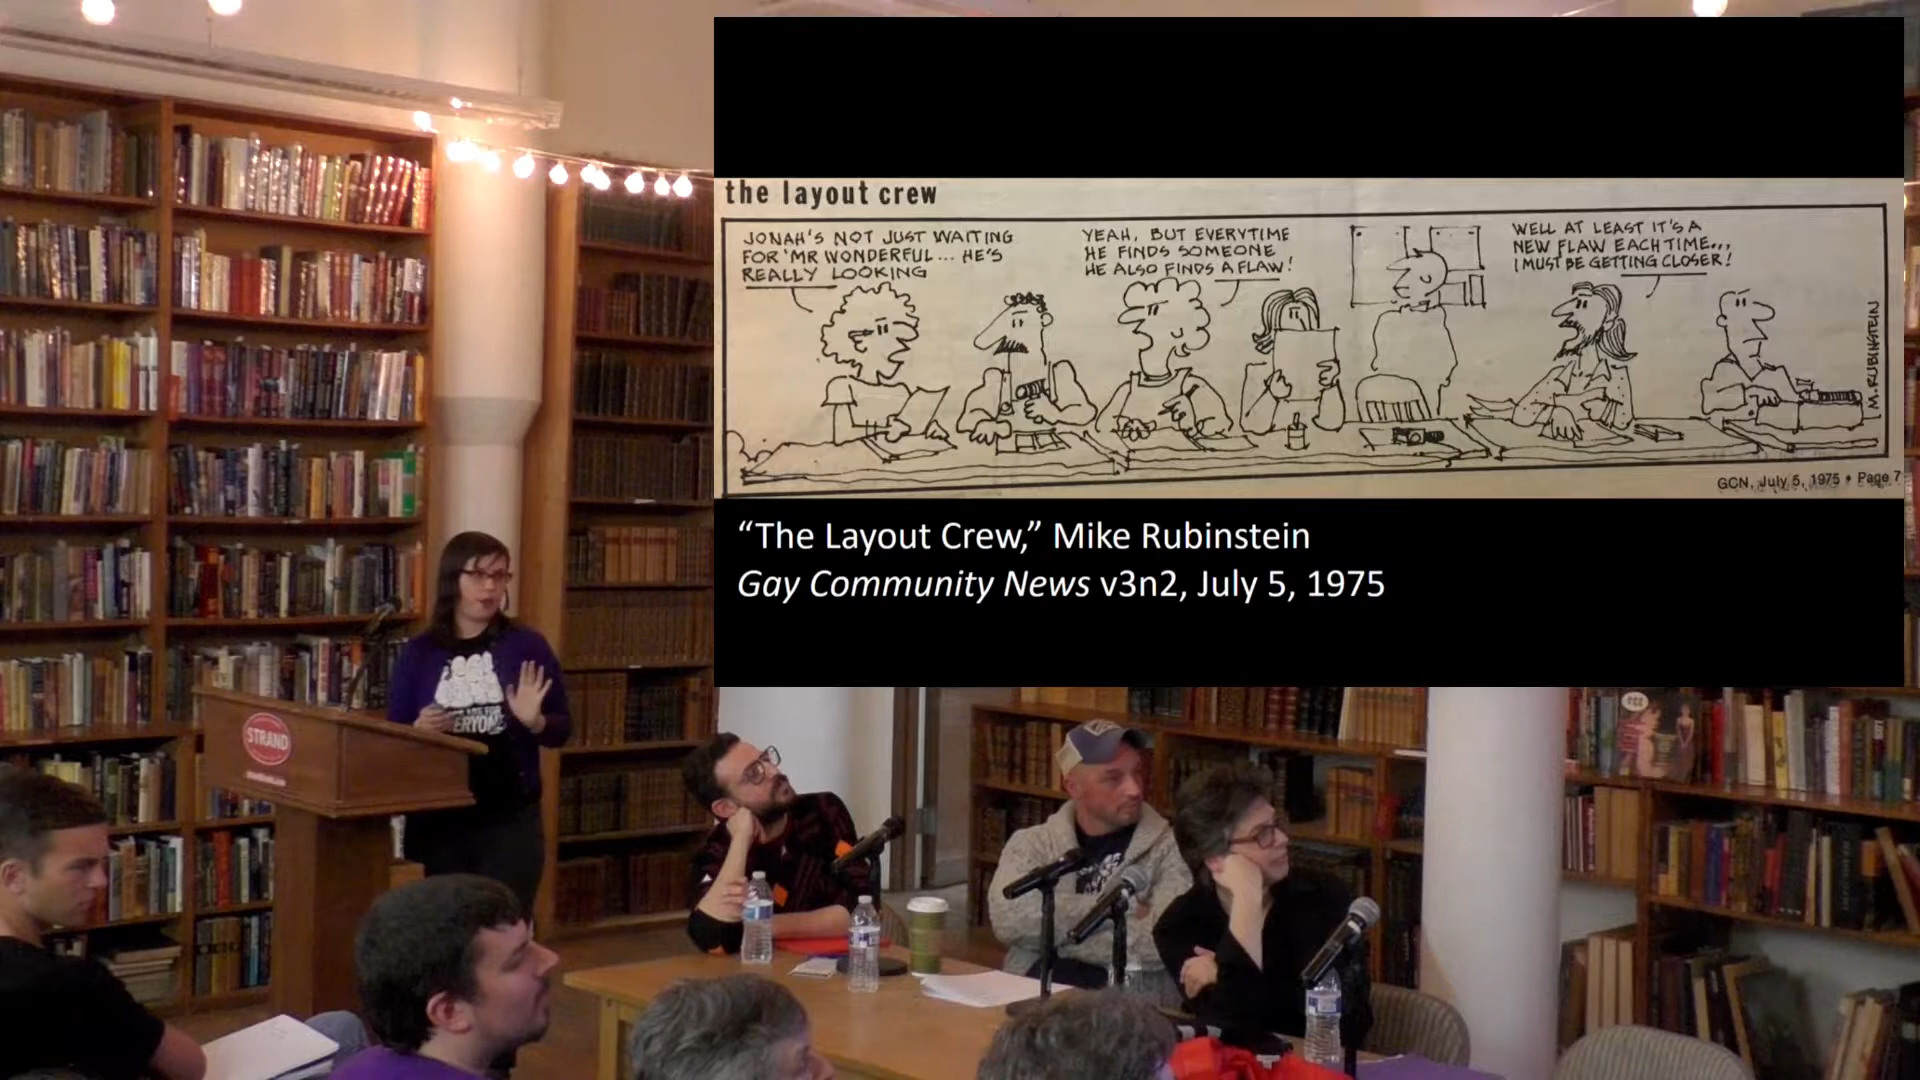 the layout crew
JONAH'S NOT JUST WAITING
FOR 'MR WONDERFUL... HE'S
REALLY LOOKING
YEAH, BUT EVERYTIME
HE FINDS SOMEONE
HE ALSO FINDS A FLAW!
WELL AT LEAST IT'S A
NEW FLAW EACH TIME...
I MUST BE GETTING CLOSER!
M. RUBINSTEIN
GCN, July 5, 1975 • Page 7
“The Layout Crew,” Mike Rubinstein
Gay Community News v3n2, July 5, 1975
STRAND